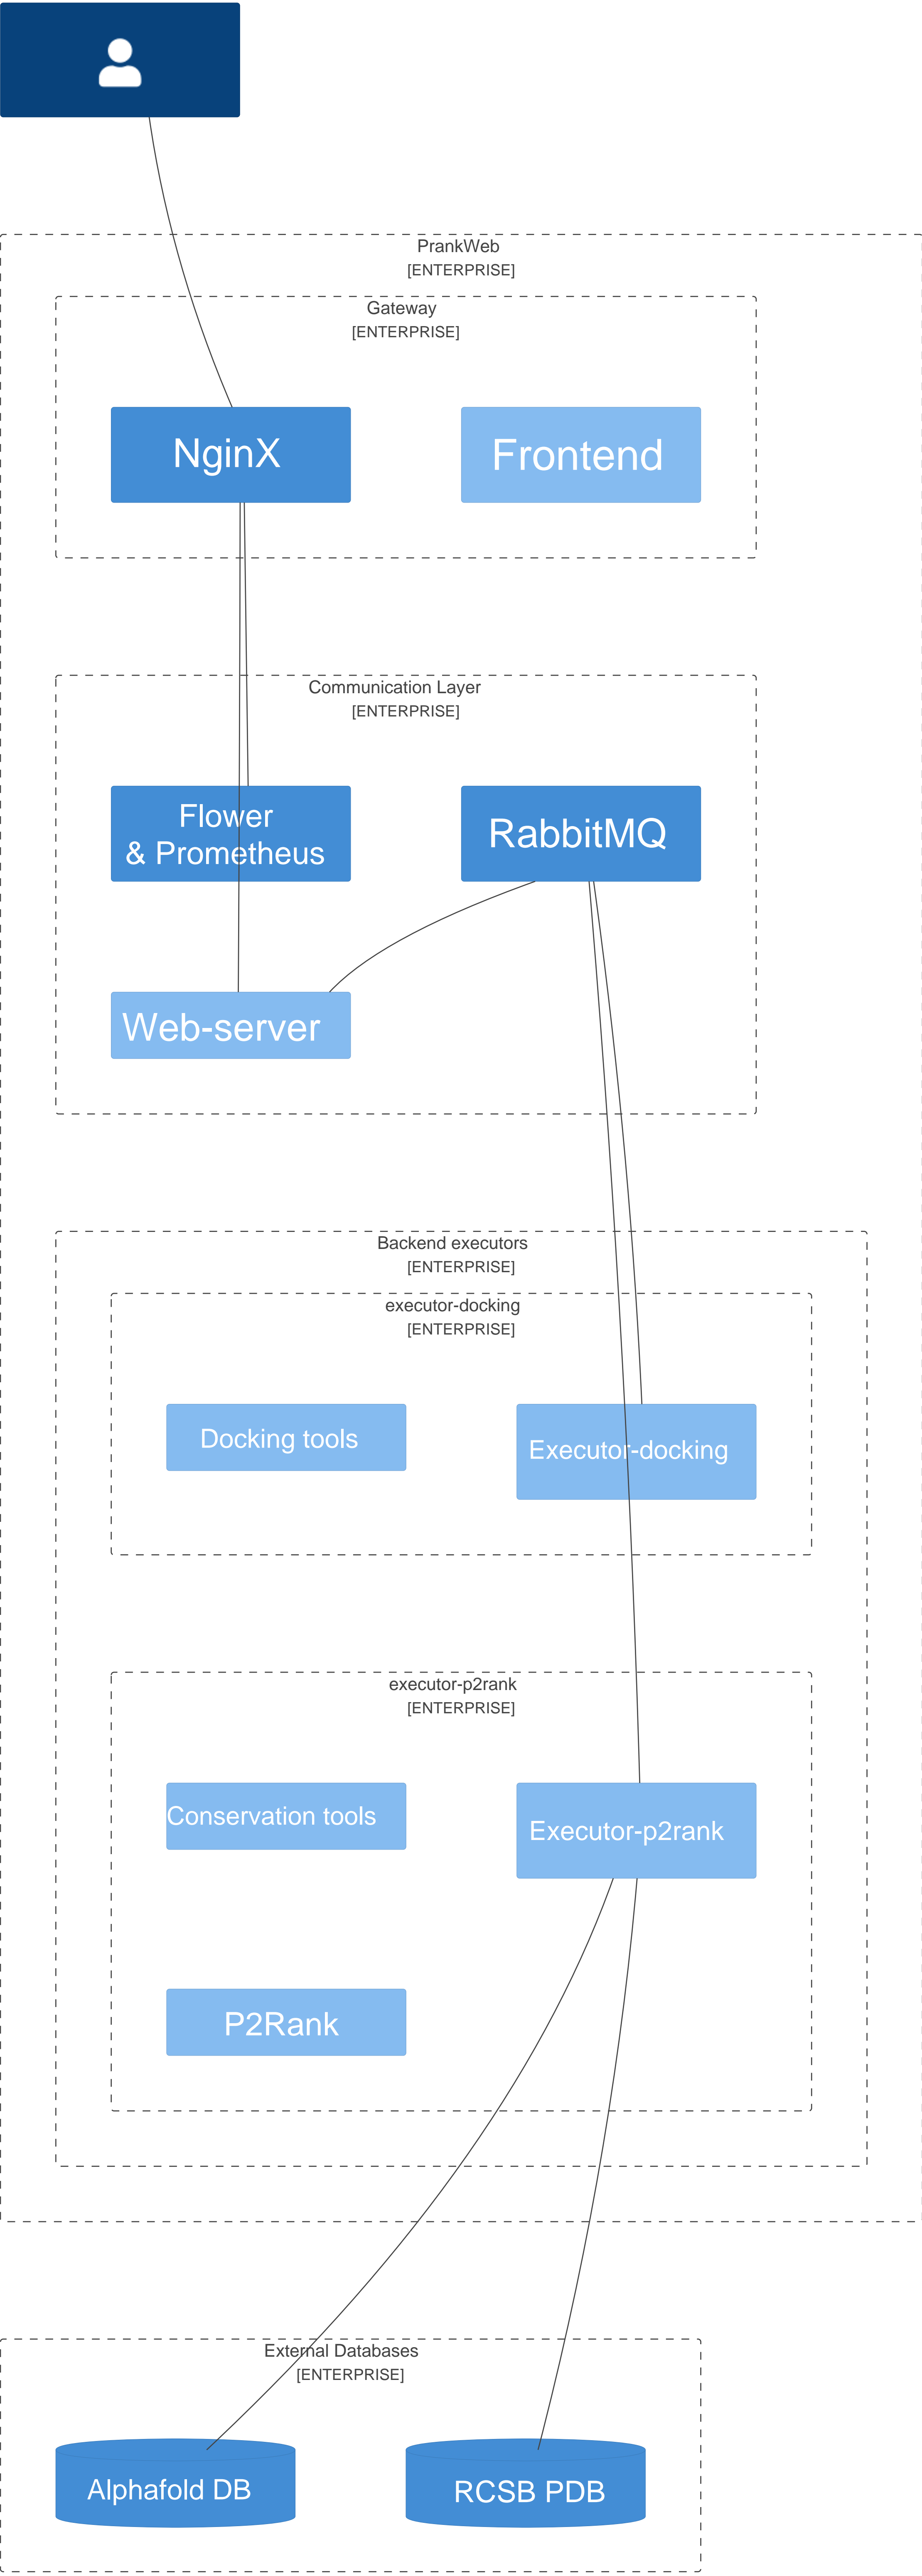 PrankWeb
[ENTERPRISE]
Gateway
[ENTERPRISE]
NginX
Frontend
Communication Layer
[ENTERPRISE]
Flower
& Prometheus
RabbitMQ
Web-server
Backend executors
[ENTERPRISE]
executor-docking
[ENTERPRISE]
Docking tools
Executor-docking
executor-p2rank
[ENTERPRISE]
Conservation tools
Executor-p2rank
P2Rank
External Databases
[ENTERPRISE]
Alphafold DB
RCSB PDB